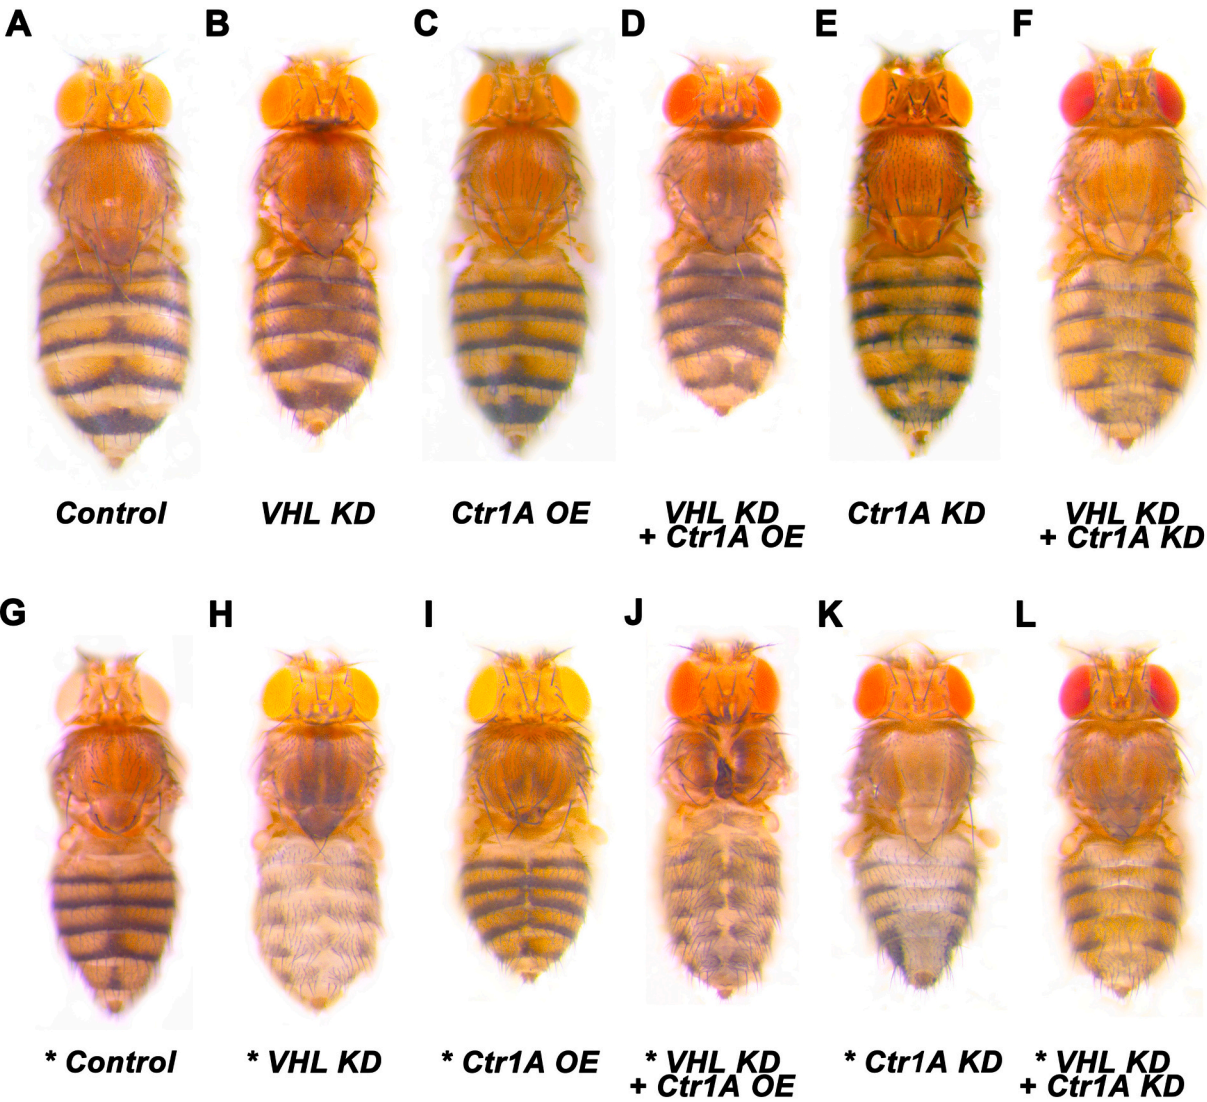 A B C D E F
Control VHL KD Ctr1A OE VHL KD Ctr1A KD VHL KD
+ Ctr1A OE + Ctr1A KD
G H I J K L
* Control * VHL KD * Ctr1A OE * VHL KD * Ctr1A KD * VHL KD
+ Ctr1A OE + Ctr1A KD